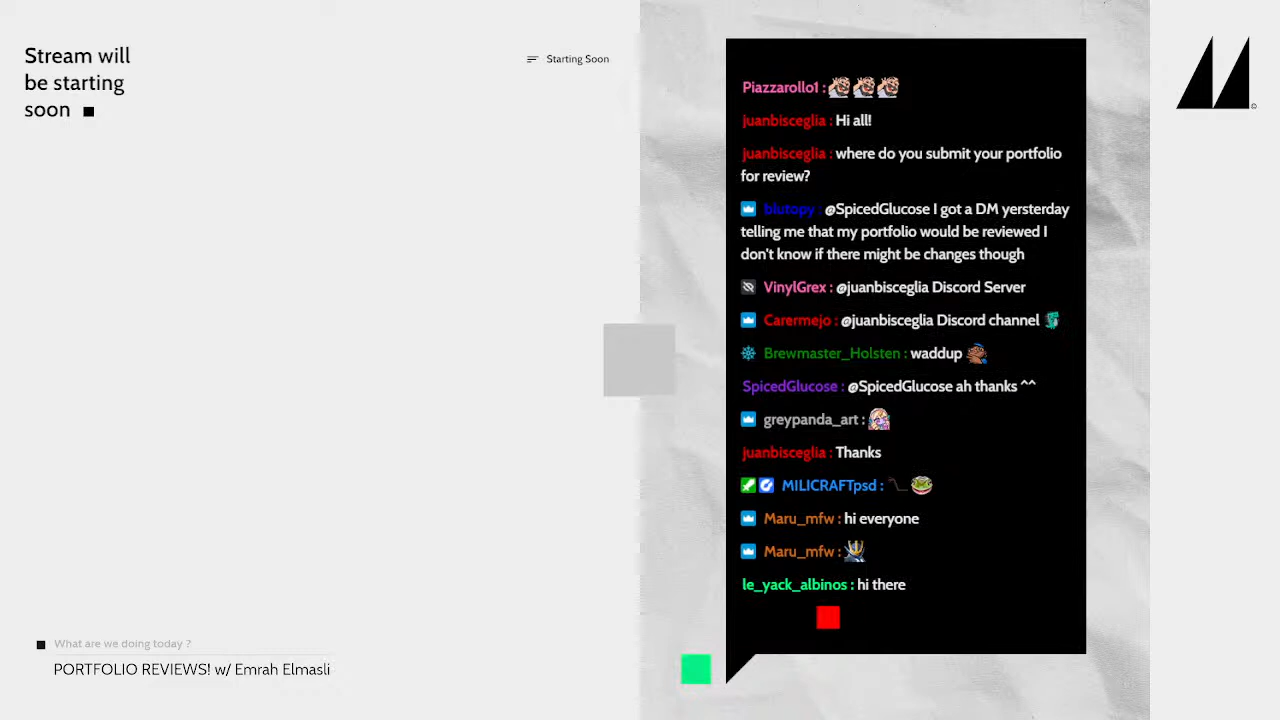 Stream will
be starting
soon
Starting Soon
Piazzarollo1 :
juanbisceglia : Hi all!
juanbisceglia : where do you submit your portfolio
for review?
blutopy : @SpicedGlucose I got a DM yersterday
telling me that my portfolio would be reviewed I
don't know if there might be changes though
VinylGrex : @juanbisceglia Discord Server
Carermejo : @juanbisceglia Discord channel
Brewmaster_Holsten : waddup
SpicedGlucose : @SpicedGlucose ah thanks ^^
greypanda_art :
juanbisceglia : Thanks
MILICRAFTpsd :
Maru_mfw : hi everyone
Maru_mfw :
le_yack_albinos : hi there
What are we doing today ?
PORTFOLIO REVIEWS! w/ Emrah Elmasli